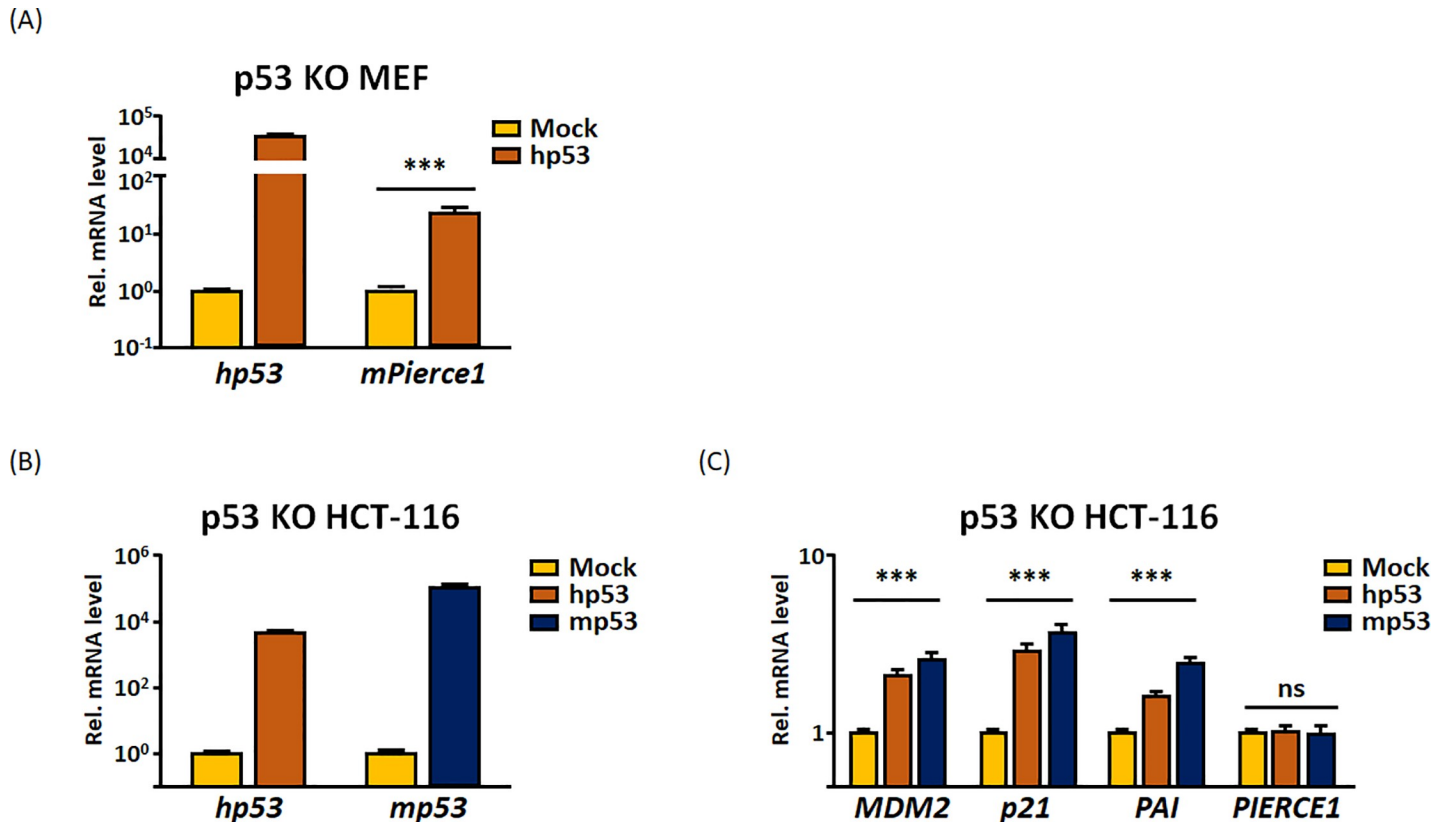 (A)
p53 KO MEF
Rel. mRNA level
10⁵
10⁴
10²
10¹
10⁰
10⁻¹
***
Mock
hp53
hp53 mPierce1
(B)
p53 KO HCT-116
Rel. mRNA level
10⁶
10⁴
10²
10⁰
Mock
hp53
mp53
hp53 mp53
(C)
p53 KO HCT-116
Rel. mRNA level
10
1
*** *** ***
ns
Mock
hp53
mp53
MDM2 p21 PAI PIERCE1